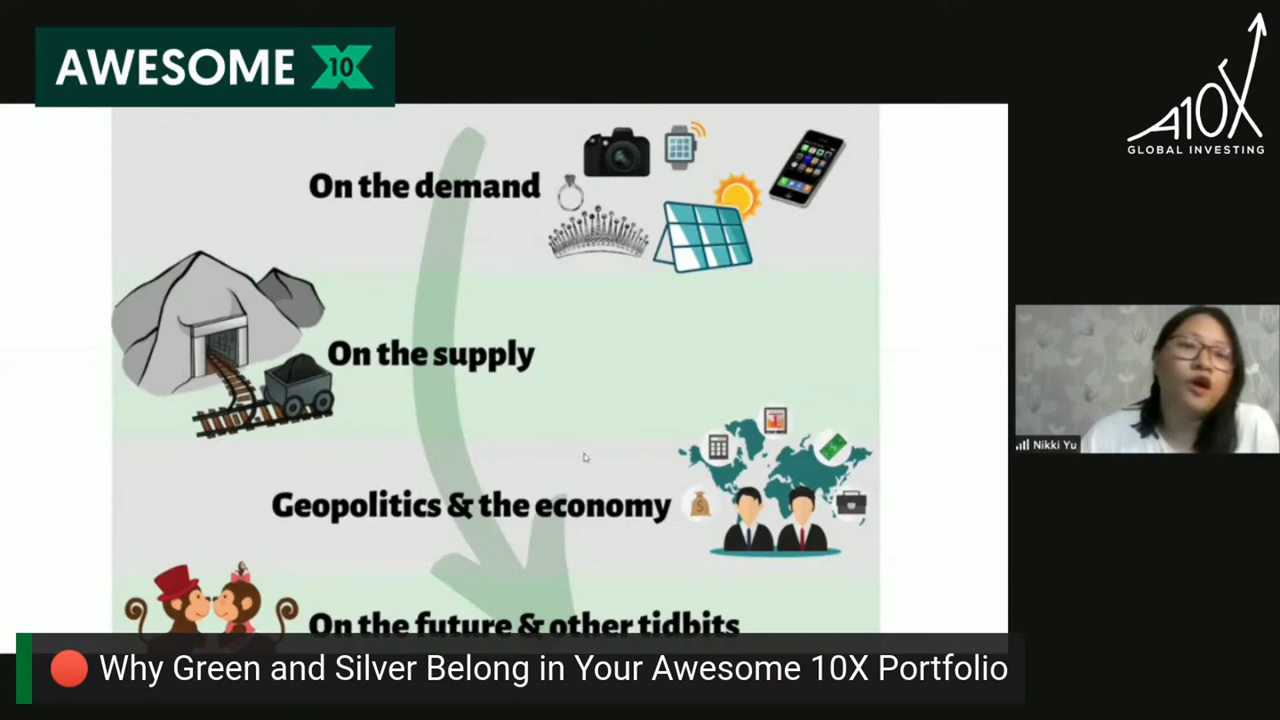 AWESOME 10X
A10X
GLOBAL INVESTING
On the demand
On the supply
Geopolitics & the economy
On the future & other tidbits
Nikki Yu
Why Green and Silver Belong in Your Awesome 10X Portfolio